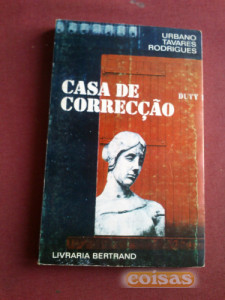 URBANO
TAVARES
RODRIGUES
CASA DE
CORRECÇÃO
LIVRARIA BERTRAND
coisas